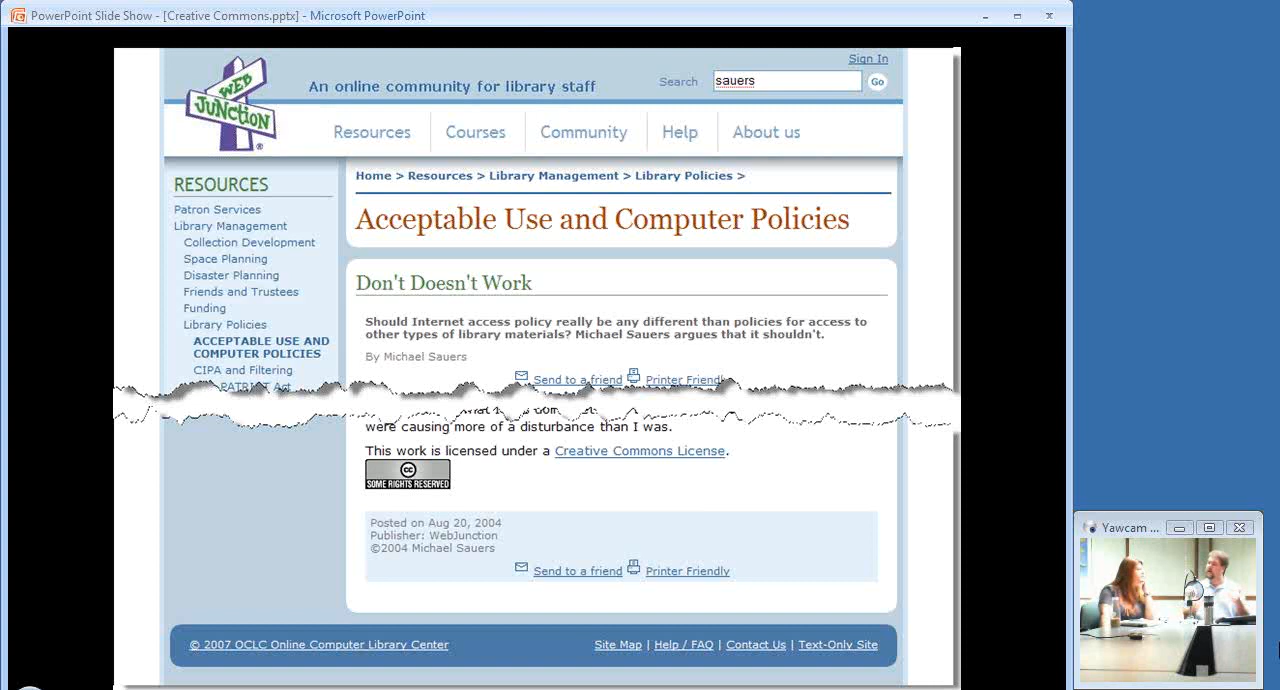 PowerPoint Slide Show - [Creative Commons.pptx] - Microsoft PowerPoint
Sign In
An online community for library staff
Search sauers Go
WEB
JUNCTION
®
Resources Courses Community Help About us
RESOURCES
Patron Services
Library Management
Collection Development
Space Planning
Disaster Planning
Friends and Trustees
Funding
Library Policies
ACCEPTABLE USE AND
COMPUTER POLICIES
CIPA and Filtering
PATRIOT Act
Home > Resources > Library Management > Library Policies >
Acceptable Use and Computer Policies
Don't Doesn't Work
Should Internet access policy really be any different than policies for access to
other types of library materials? Michael Sauers argues that it shouldn't.
By Michael Sauers
Send to a friend Printer Friendl
were causing more of a disturbance than I was.
This work is licensed under a Creative Commons License.
cc
SOME RIGHTS RESERVED
Posted on Aug 20, 2004
Publisher: WebJunction
©2004 Michael Sauers
Send to a friend Printer Friendly
© 2007 OCLC Online Computer Library Center
Site Map | Help / FAQ | Contact Us | Text-Only Site
Yawcam ...